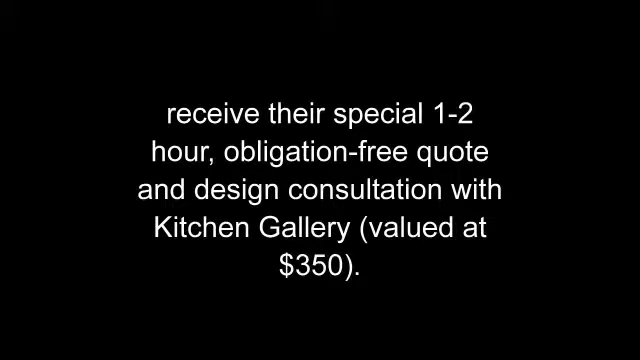 receive their special 1-2
hour, obligation-free quote
and design consultation with
Kitchen Gallery (valued at
$350).